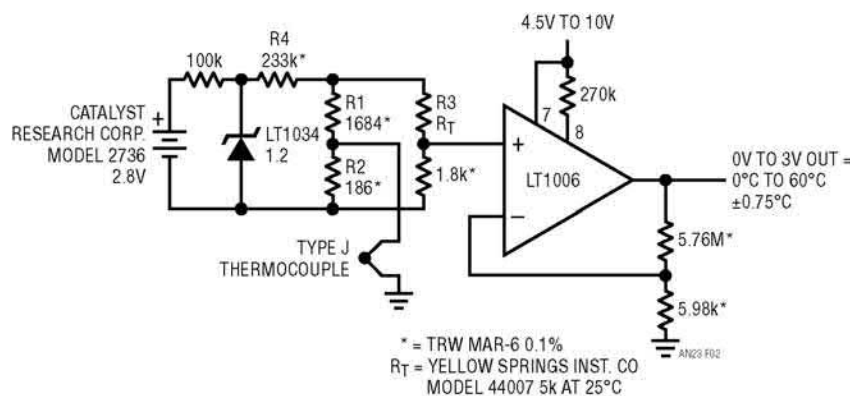 4.5V TO 10V
R4
233k*
100k
270k
7
8
CATALYST
RESEARCH CORP.
MODEL 2736
2.8V
+
LT1034
1.2
R1
1684*
R2
186*
R3
RT
1.8k*
+
–
LT1006
0V TO 3V OUT =
0°C TO 60°C
±0.75°C
TYPE J
THERMOCOUPLE
5.76M*
5.98k*
* = TRW MAR-6 0.1%
RT = YELLOW SPRINGS INST. CO
MODEL 44007 5k AT 25°C
AN23 F02